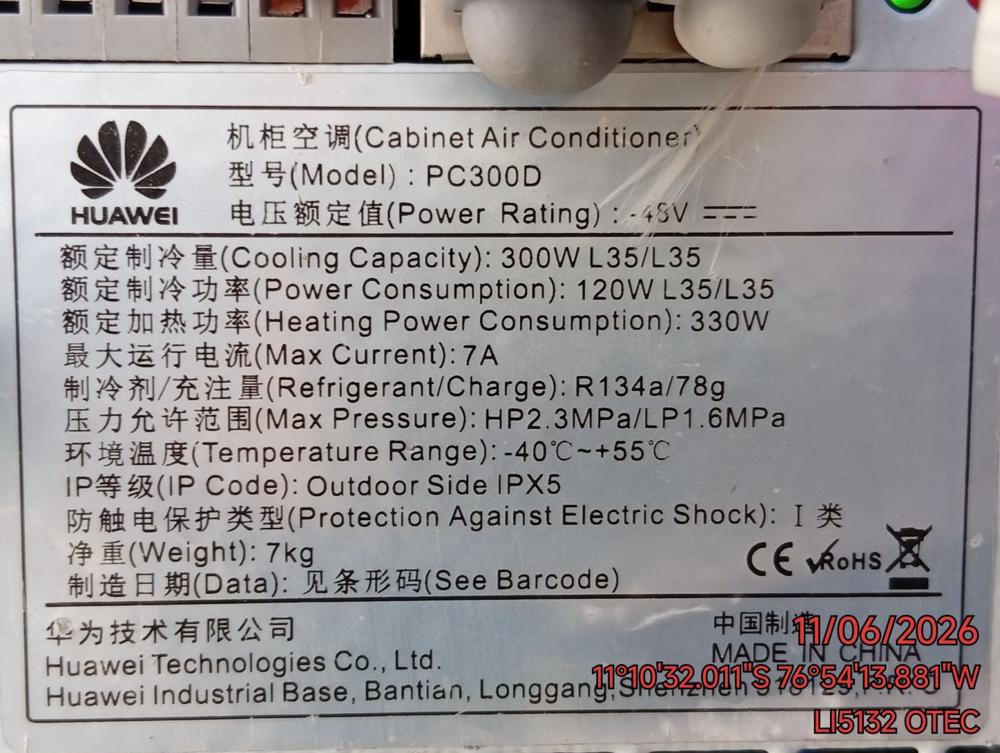 HUAWEI
机柜空调(Cabinet Air Conditioner)
型号(Model) : PC300D
电压额定值(Power Rating) : -48V
额定制冷量(Cooling Capacity): 300W L35/L35
额定制冷功率(Power Consumption): 120W L35/L35
额定加热功率(Heating Power Consumption): 330W
最大运行电流(Max Current): 7A
制冷剂/充注量(Refrigerant/Charge): R134a/78g
压力允许范围(Max Pressure): HP2.3MPa/LP1.6MPa
环境温度(Temperature Range): -40℃~+55℃
IP等级(IP Code): Outdoor Side IPX5
防触电保护类型(Protection Against Electric Shock): I 类
净重(Weight): 7kg
CE RoHS
制造日期(Data): 见条形码(See Barcode)
华为技术有限公司
中国制造
Huawei Technologies Co., Ltd.
MADE IN CHINA
Huawei Industrial Base, Bantian, Longgang, Shenzhen
11/06/2026
11°10'32.011"S 76°54'13.881"W
LI5132 OTEC